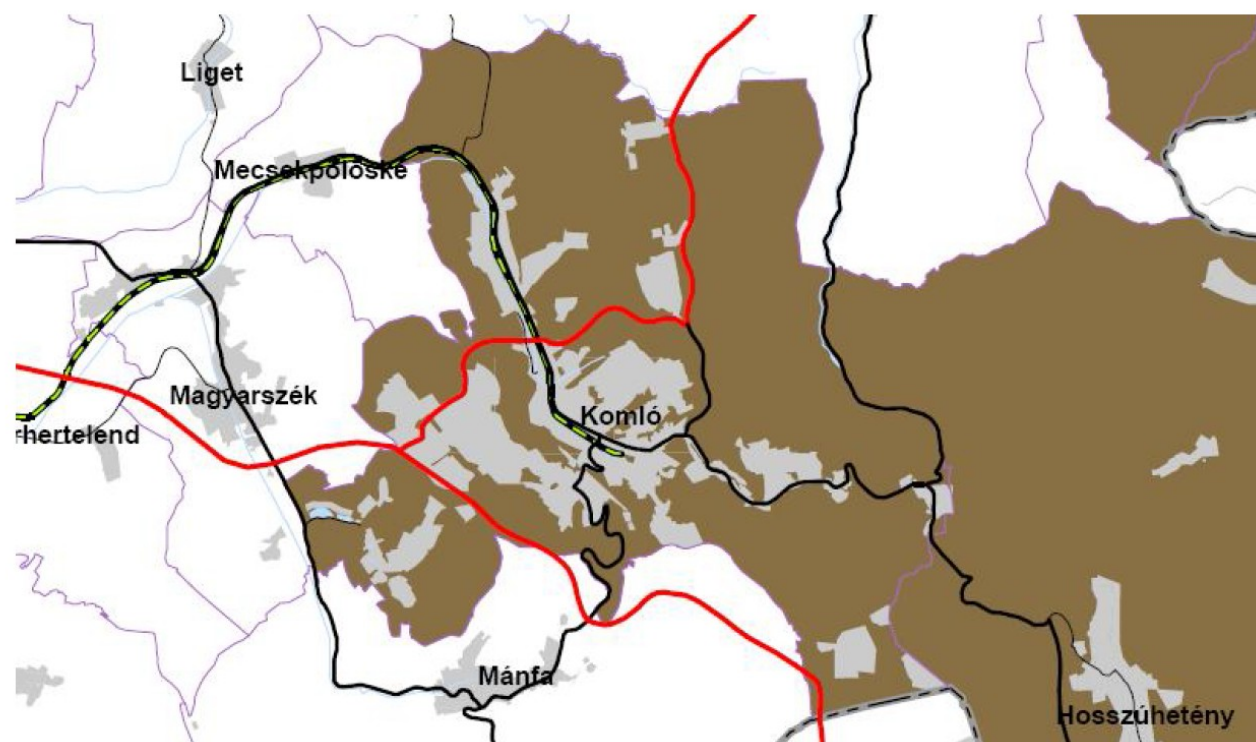 Liget
Mecsekpölöske
Magyarszék
rhertelend
Komló
Mánfa
Hosszúhetény